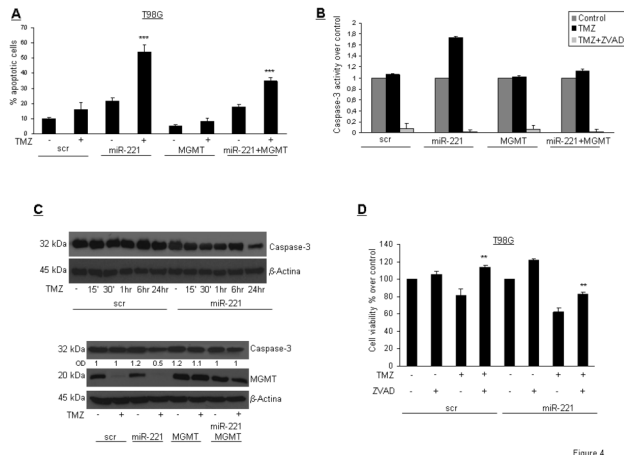 A
T98G
***
***
% apoptotic cells
60
50
40
30
20
10
0
TMZ - + - + - + - +
scr miR-221 MGMT miR-221+MGMT
B
Control
TMZ
TMZ+ZVAD
Caspase-3 activity over control
2
1,8
1,6
1,4
1,2
1
0,8
0,6
0,4
0,2
0
scr miR-221 MGMT miR-221+MGMT
C
32 kDa Caspase-3
45 kDa β-Actina
TMZ - 15' 30' 1hr 6hr 24hr - 15' 30' 1hr 6hr 24hr
scr miR-221
32 kDa Caspase-3
OD 1 1 1.2 0.5 1.2 1.1 1 1
20 kDa MGMT
45 kDa β-Actina
TMZ - + - + - + - +
scr miR-221 MGMT miR-221
MGMT
D
T98G
**
**
Cell viability % over control
140
120
100
80
60
40
20
0
TMZ - - + + - - + +
ZVAD - + - + - + - +
scr miR-221
Figure 4